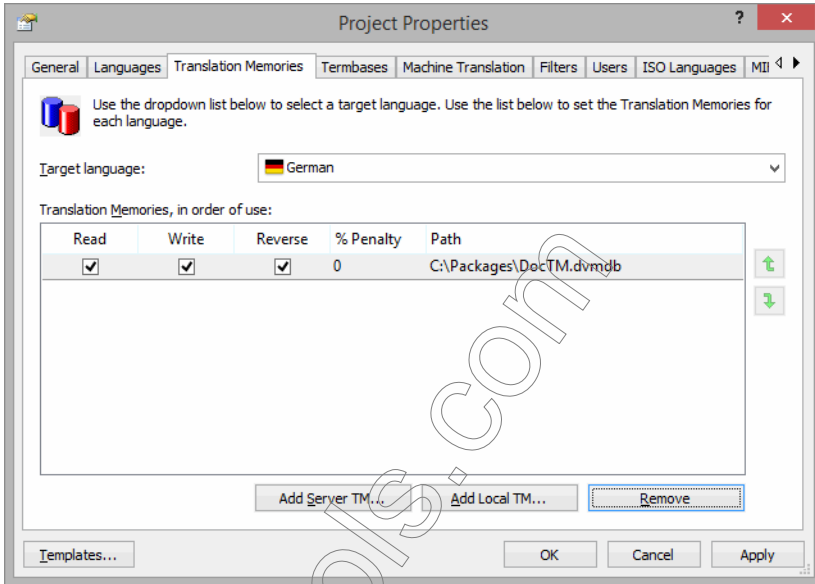 Project Properties
?
General Languages Translation Memories Termbases Machine Translation Filters Users ISO Languages
Use the dropdown list below to select a target language. Use the list below to set the Translation Memories for
each language.
Target language: German
Translation Memories, in order of use:
Read Write Reverse % Penalty Path
0 C:\Packages\DocTM.dvmdb
Add Server TM... Add Local TM... Remove
Templates... OK Cancel Apply
ols.com